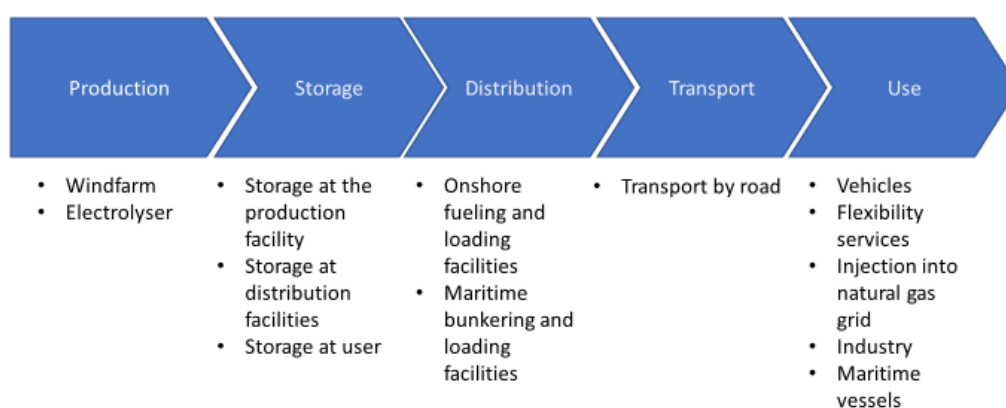 Production
Storage
Distribution
Transport
Use
• Windfarm
• Electrolyser
• Storage at the
production
facility
• Storage at
distribution
facilities
• Storage at user
• Onshore
fueling and
loading
facilities
• Maritime
bunkering and
loading
facilities
• Transport by road
• Vehicles
• Flexibility
services
• Injection into
natural gas
grid
• Industry
• Maritime
vessels